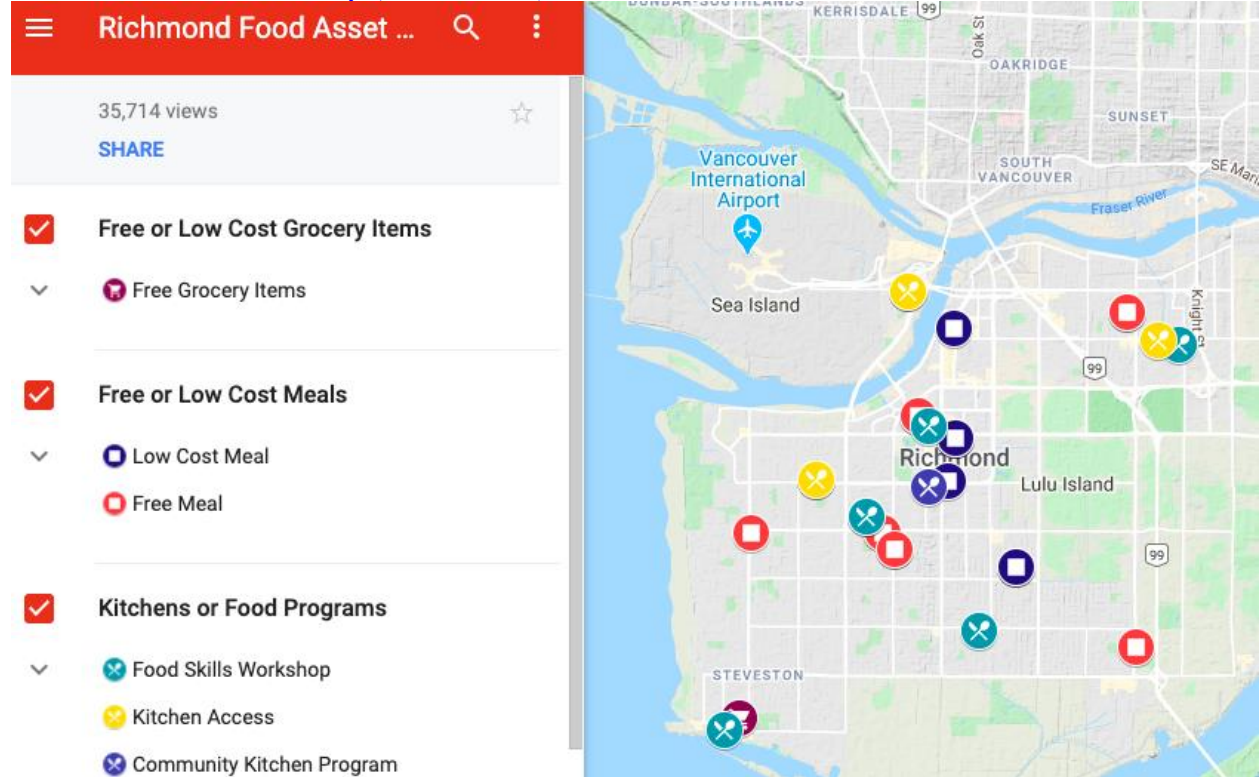 Richmond Food Asset ...
35,714 views
SHARE
Free or Low Cost Grocery Items
Free Grocery Items
Free or Low Cost Meals
Low Cost Meal
Free Meal
Kitchens or Food Programs
Food Skills Workshop
Kitchen Access
Community Kitchen Program
DUNBAR-SOUTHLANDS
KERRISDALE
99
Oak St
OAKRIDGE
SUNSET
Vancouver
International
Airport
SOUTH
VANCOUVER
SE Mari
Fraser River
Sea Island
Knight St
99
Richmond
Lulu Island
99
STEVESTON